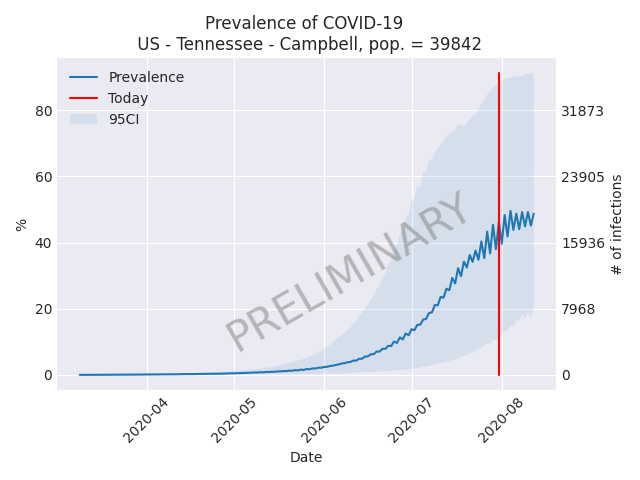 Prevalence of COVID-19
US - Tennessee - Campbell, pop. = 39842
Prevalence
Today
95CI
PRELIMINARY
%
80
60
40
20
0
31873
23905
15936
7968
0
# of infections
2020-04
2020-05
2020-06
2020-07
2020-08
Date